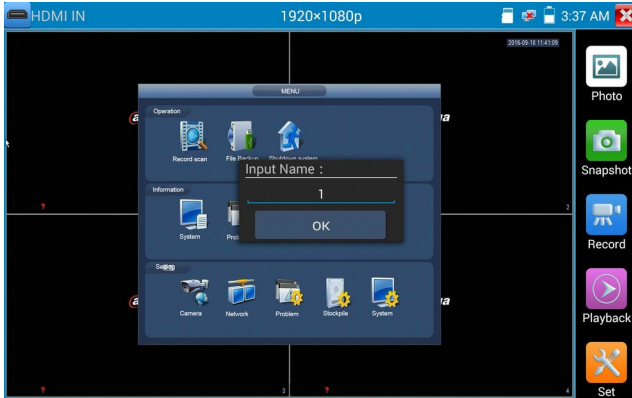 HDMI IN
1920×1080p
3:37 AM
2016-09-18 11:41:09
MENU
Operation
Record scan
File Backup
Shutdown system
Input Name :
1
OK
Information
System
2
Camera
Network
Problem
Stockpile
System
3
4
Photo
Snapshot
Record
Playback
Set